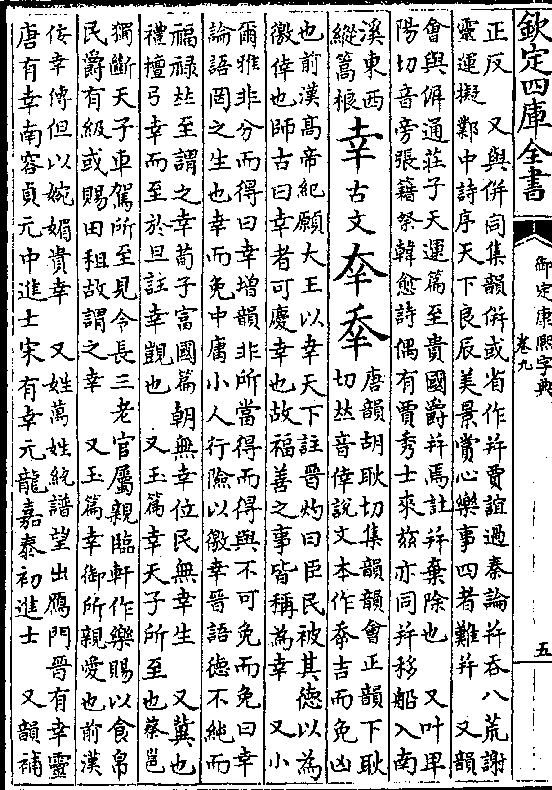 欽定四庫全書
御定康熙字典
卷九
五
正反　又與併同集韻併或省作幷賈誼過秦論幷吞八荒謝
靈運擬鄴中詩序天下良辰美景賞心樂事四者難幷　又韻
會與偋通莊子天運篇至貴國爵幷焉註幷棄除也　又叶卑
陽切音旁張籍祭韓愈詩偶有賈秀士來茲亦同幷移船入南
溪東西
縱篙根
幸古文㚔𡴘
唐韻胡耿切集韻韻會正韻下耿
切𠀤音倖說文本作𡴘吉而免凶
也前漢高帝紀願大王以幸天下註晉灼曰臣民被其德以為
徼倖也師古曰幸者可慶幸也故福善之事皆稱為幸　又小
爾雅非分而得曰幸增韻非所當得而得與不可免而免曰幸
論語罔之生也幸而免中庸小人行險以徼幸晉語德不純而
福祿𠀤至謂之幸荀子富國篇朝無幸位民無幸生　又冀也
禮檀弓幸而至於旦註幸覬也　又玉篇幸天子所至也蔡邕
獨斷天子車駕所至見令長三老官屬親臨軒作樂賜以食帛
民爵有級或賜田租故謂之幸　又玉篇幸御所親愛也前漢
佞幸傳但以婉媚貴幸　又姓萬姓統譜望出鴈門晉有幸靈
唐有幸南容貞元中進士宋有幸元龍嘉泰初進士　又韻補